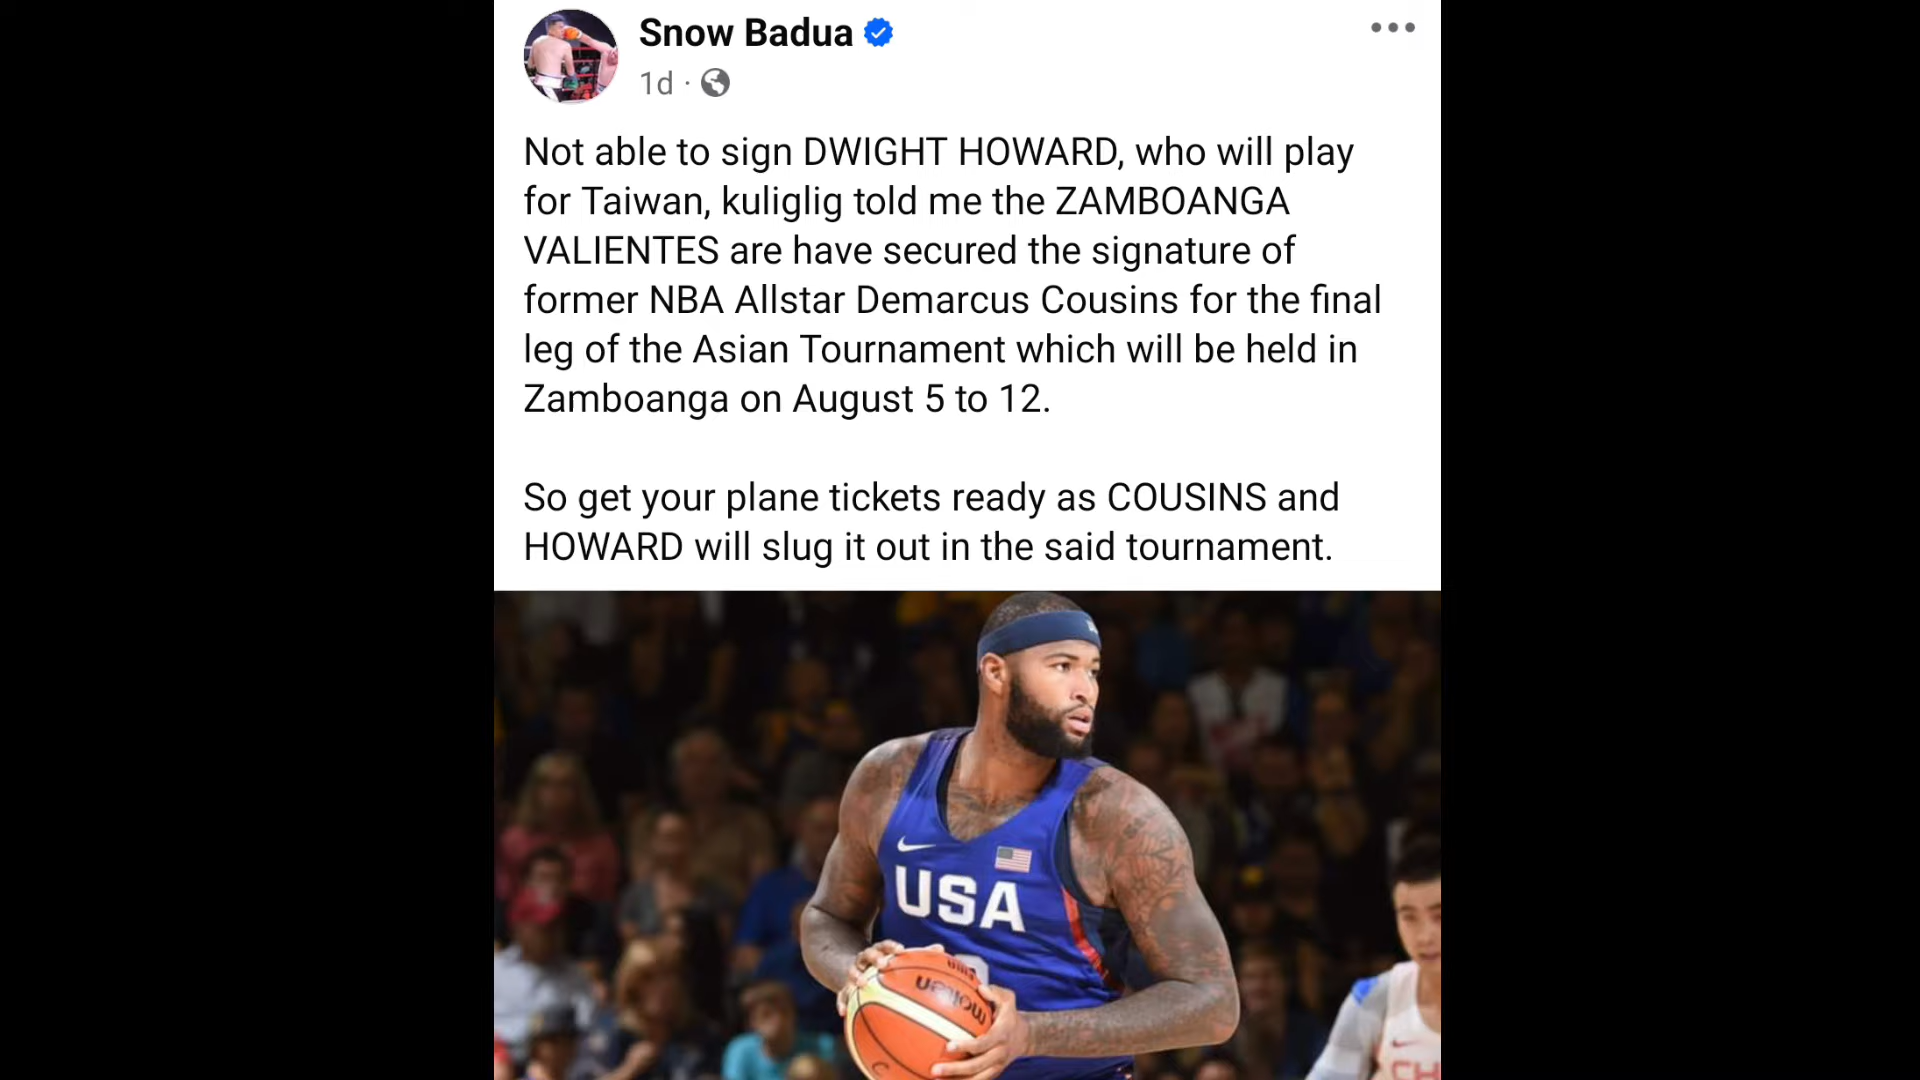 Snow Badua
1d ·
Not able to sign DWIGHT HOWARD, who will play
for Taiwan, kuliglig told me the ZAMBOANGA
VALIENTES are have secured the signature of
former NBA Allstar Demarcus Cousins for the final
leg of the Asian Tournament which will be held in
Zamboanga on August 5 to 12.
So get your plane tickets ready as COUSINS and
HOWARD will slug it out in the said tournament.
USA
molten
CH